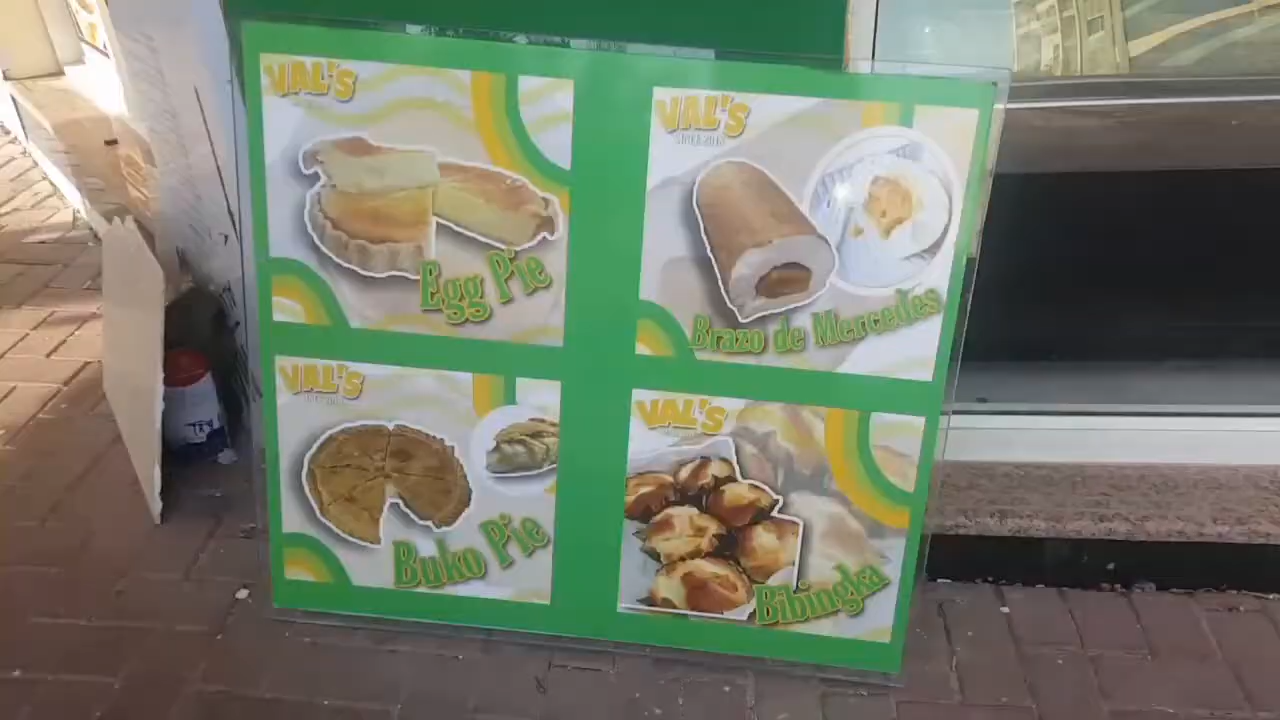 VAL'S
Egg Pie
VAL'S
Brazo de Mercedes
VAL'S
Buko Pie
VAL'S
Bibingka